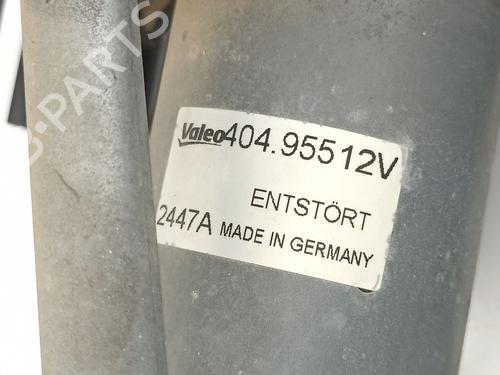 B-PARTS
Valeo 404.955 12V
ENTSTÖRT
2447A MADE IN GERMANY